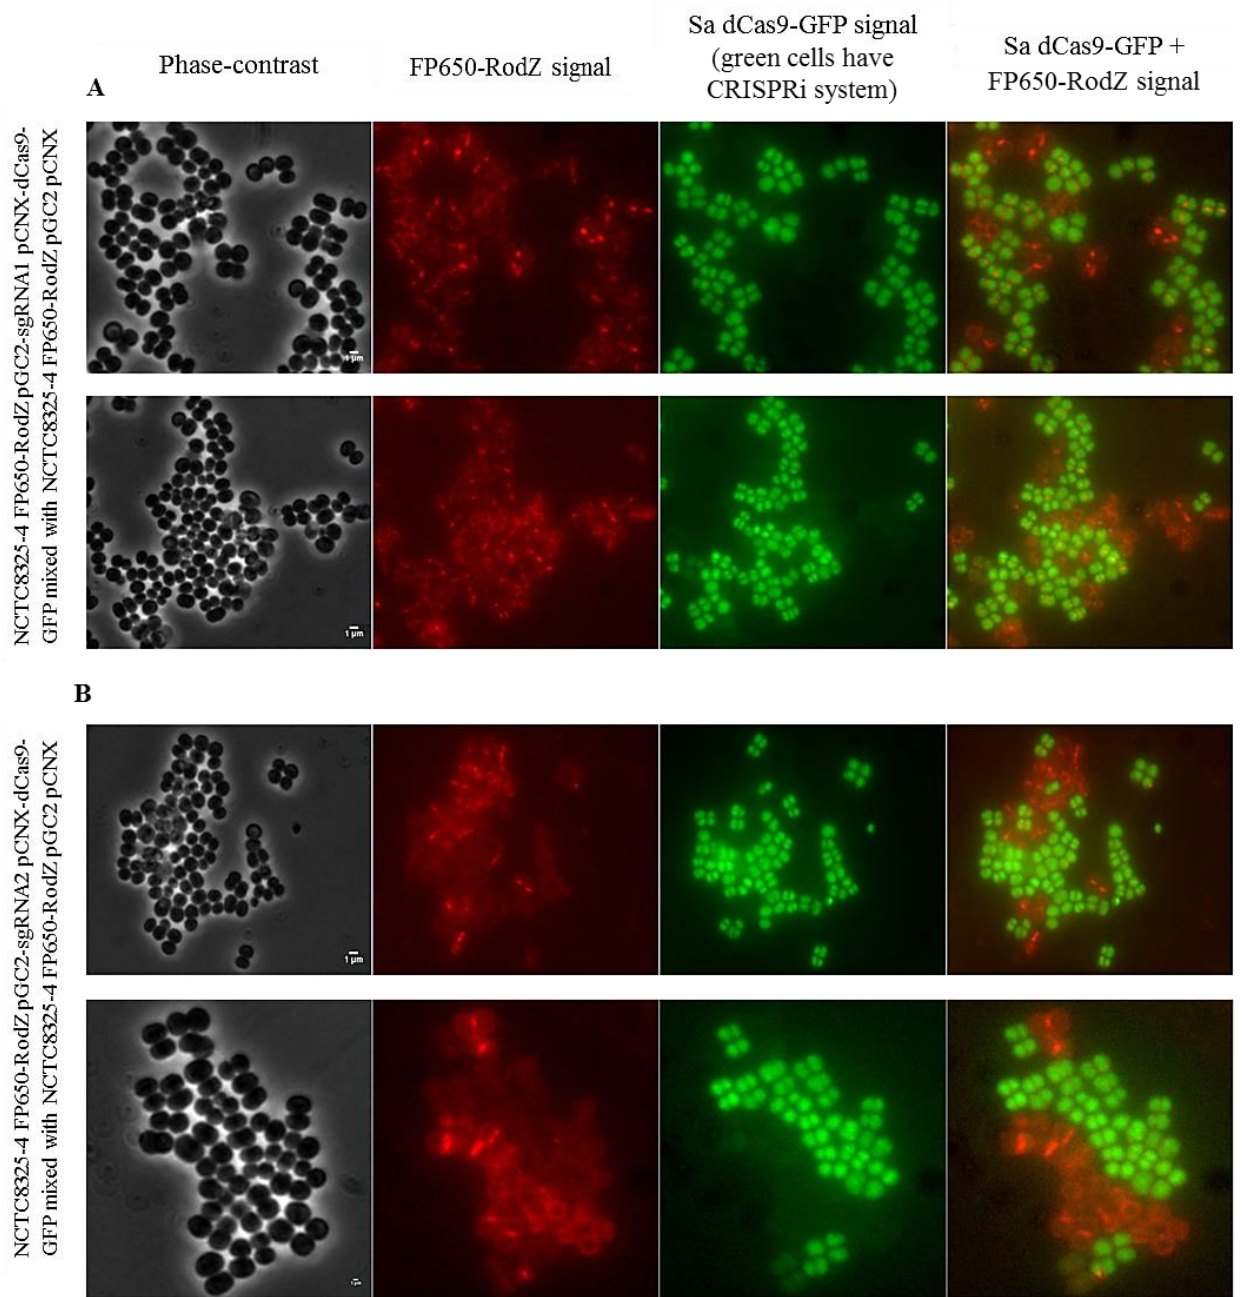 Phase-contrast
FP650-RodZ signal
Sa dCas9-GFP signal
(green cells have
CRISPRi system)
Sa dCas9-GFP +
FP650-RodZ signal
A
NCTC8325-4 FP650-RodZ pGC2-sgRNA1 pCNX-dCas9-
GFP mixed with NCTC8325-4 FP650-RodZ pGC2 pCNX
1 µm
1 µm
B
NCTC8325-4 FP650-RodZ pGC2-sgRNA2 pCNX-dCas9-
GFP mixed with NCTC8325-4 FP650-RodZ pGC2 pCNX
1 µm